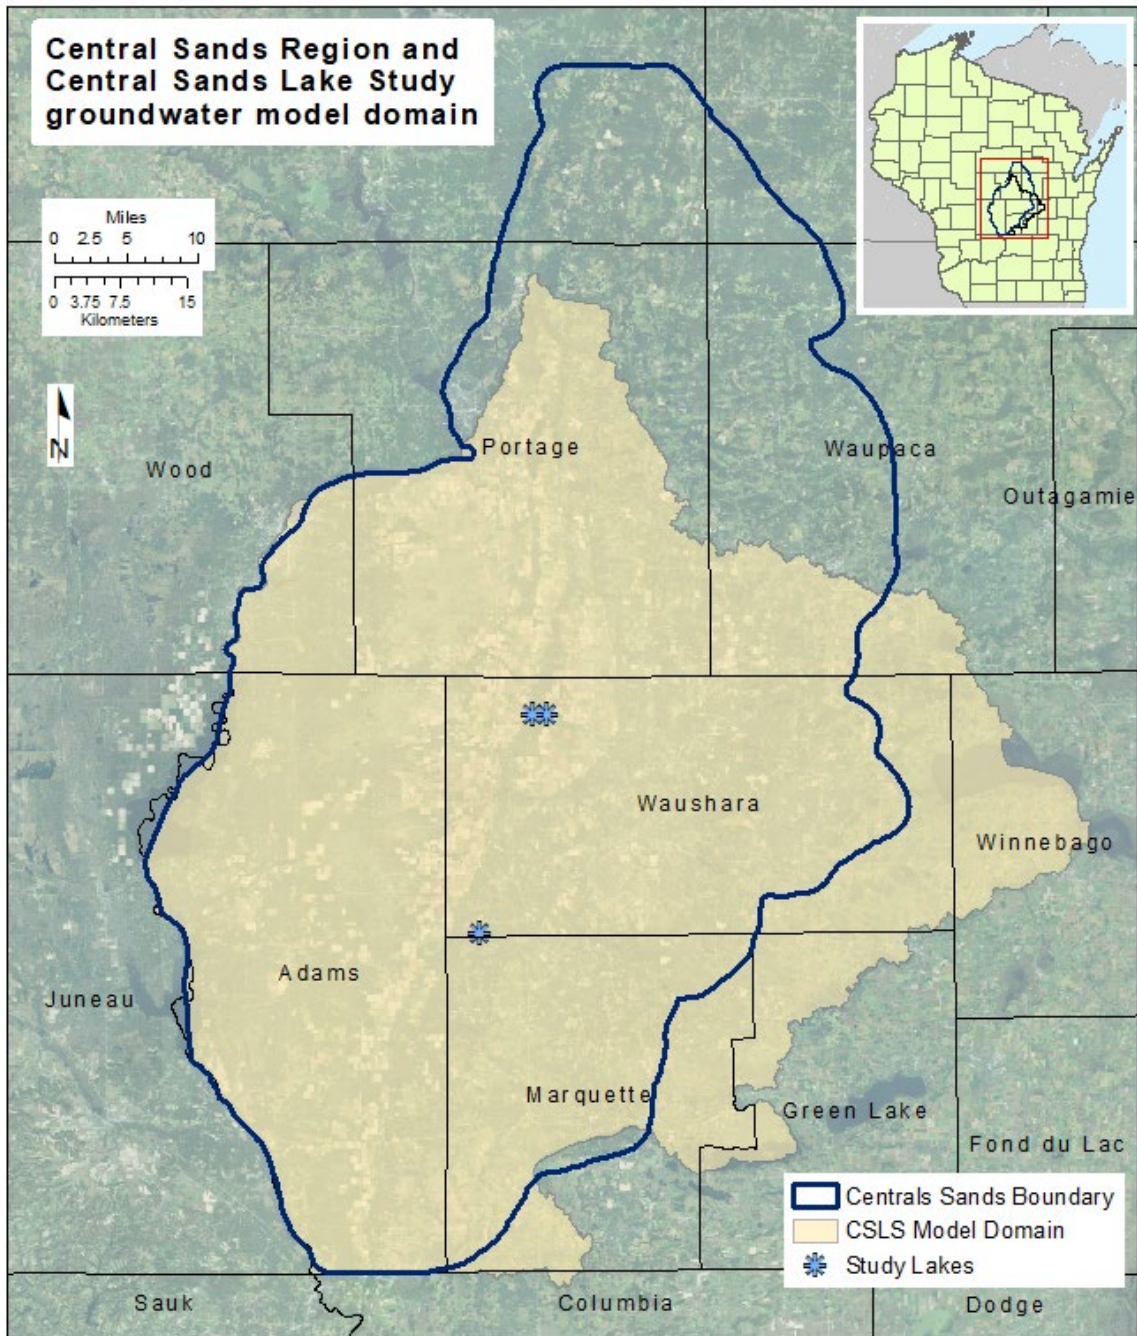 Central Sands Region and
Central Sands Lake Study
groundwater model domain
Miles
0 2.5 5 10
0 3.75 7.5 15
Kilometers
N
Portage
Wood
Waupaca
Outagamie
Waushara
Winnebago
Adams
Juneau
Marquette
Green Lake
Fond du Lac
Centrals Sands Boundary
CSLS Model Domain
Study Lakes
Sauk
Columbia
Dodge